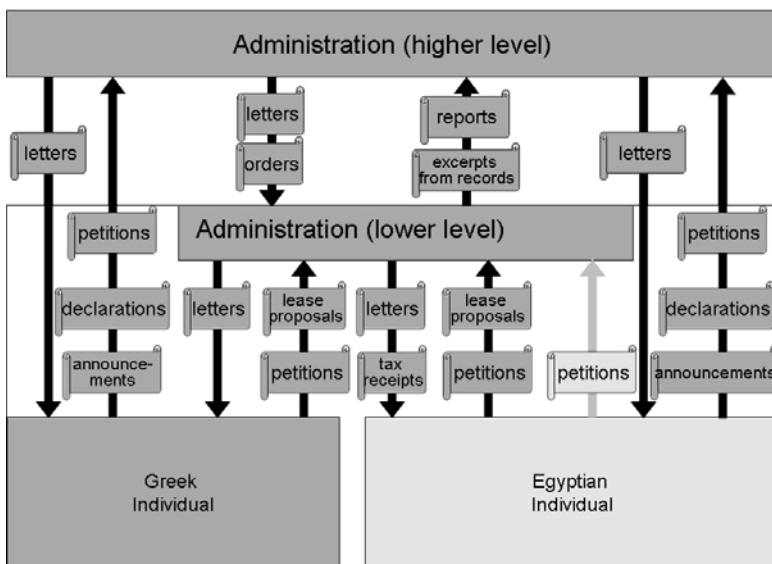 Administration (higher level)
letters
letters
orders
reports
excerpts
from records
letters
petitions
declarations
announce-
ments
Administration (lower level)
letters
lease
proposals
petitions
letters
tax
receipts
lease
proposals
petitions
petitions
petitions
declarations
announcements
Greek
Individual
Egyptian
Individual